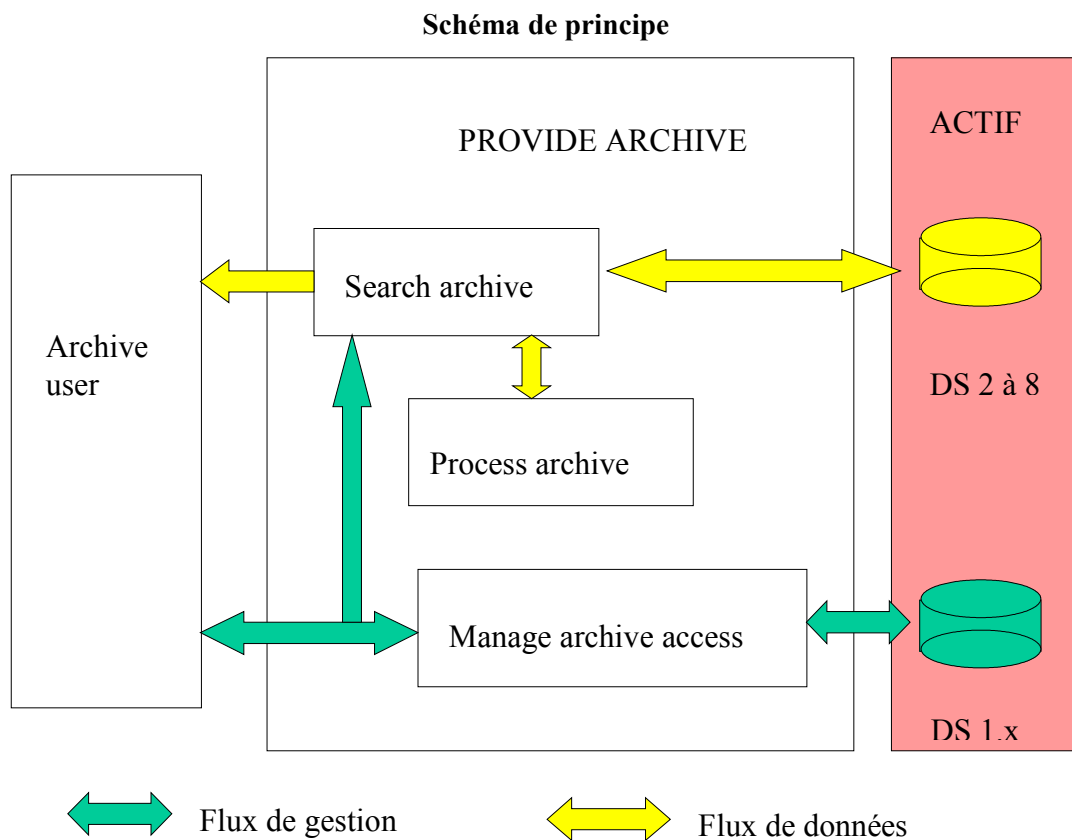 Schéma de principe
PROVIDE ARCHIVE
ACTIF
Search archive
Archive
user
DS 2 à 8
Process archive
Manage archive access
DS 1.x
Flux de gestion
Flux de données